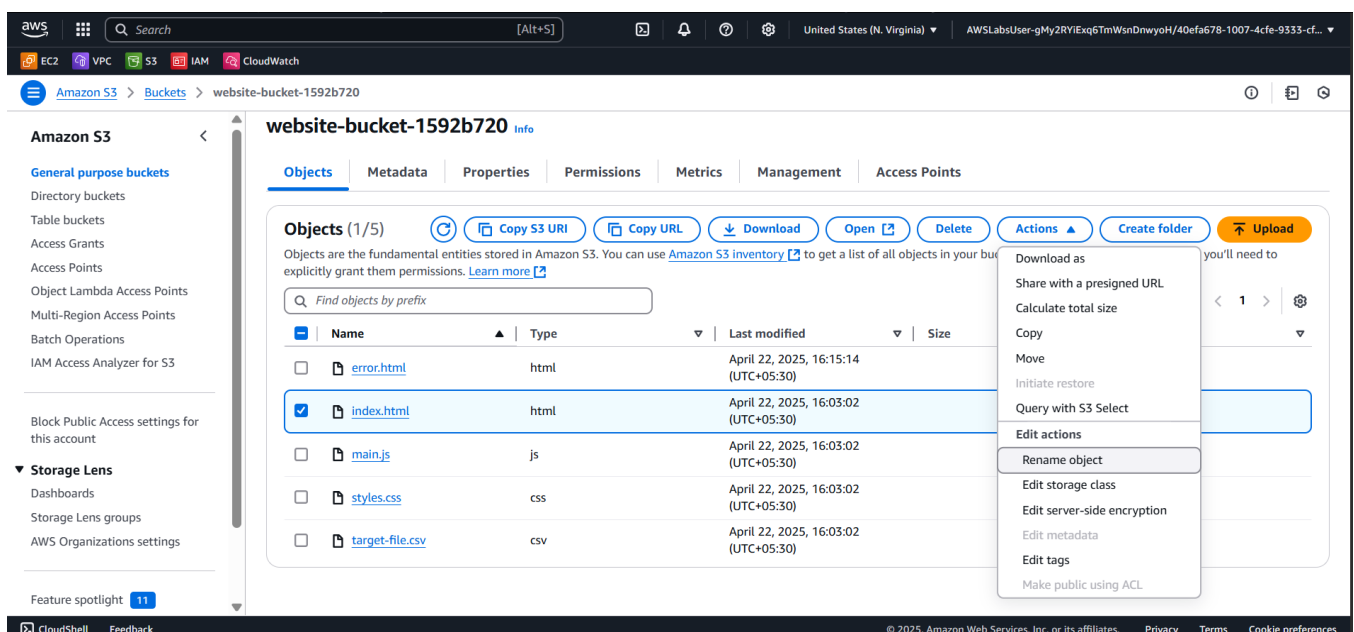 aws
Search [Alt+S]
United States (N. Virginia)
AWSLabsUser-gMy2RYiExq6TmWsnDnwyoH/40efa678-1007-4cfe-9333-cf...
EC2 VPC S3 IAM CloudWatch
Amazon S3 > Buckets > website-bucket-1592b720
Amazon S3
General purpose buckets
Directory buckets
Table buckets
Access Grants
Access Points
Object Lambda Access Points
Multi-Region Access Points
Batch Operations
IAM Access Analyzer for S3
Block Public Access settings for
this account
Storage Lens
Dashboards
Storage Lens groups
AWS Organizations settings
Feature spotlight 11
website-bucket-1592b720 Info
Objects Metadata Properties Permissions Metrics Management Access Points
Objects (1/5)
Copy S3 URI Copy URL Download Open Delete Actions Create folder Upload
Objects are the fundamental entities stored in Amazon S3. You can use Amazon S3 inventory to get a list of all objects in your you'll need to
explicitly grant them permissions. Learn more
Find objects by prefix
1
Name Type Last modified Size
error.html html April 22, 2025, 16:15:14
(UTC+05:30)
index.html html April 22, 2025, 16:03:02
(UTC+05:30)
main.js js April 22, 2025, 16:03:02
(UTC+05:30)
styles.css css April 22, 2025, 16:03:02
(UTC+05:30)
target-file.csv csv April 22, 2025, 16:03:02
(UTC+05:30)
Download as
Share with a presigned URL
Calculate total size
Copy
Move
Initiate restore
Query with S3 Select
Edit actions
Rename object
Edit storage class
Edit server-side encryption
Edit metadata
Edit tags
Make public using ACL
CloudShell Feedback
© 2025, Amazon Web Services, Inc. or its affiliates. Privacy Terms Cookie preferences